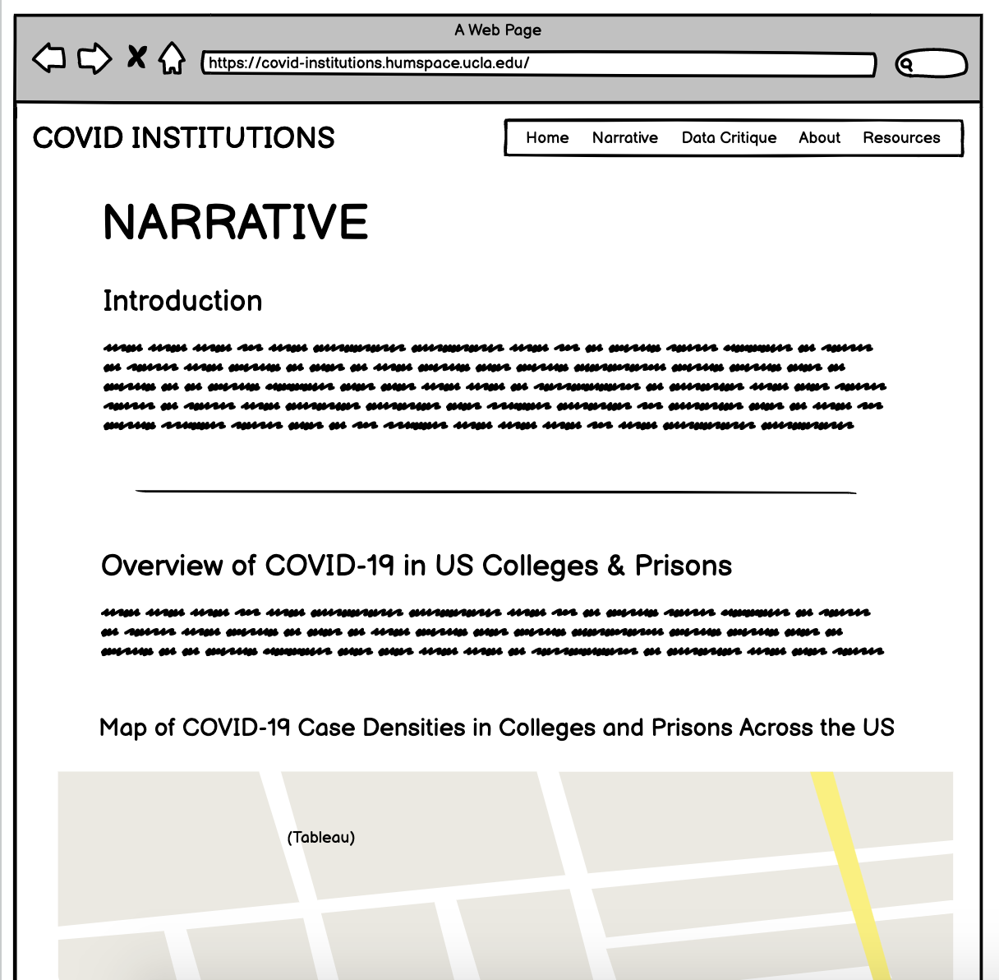 A Web Page
https://covid-institutions.humspace.ucla.edu/
COVID INSTITUTIONS
Home Narrative Data Critique About Resources
NARRATIVE
Introduction
Overview of COVID-19 in US Colleges & Prisons
Map of COVID-19 Case Densities in Colleges and Prisons Across the US
(Tableau)